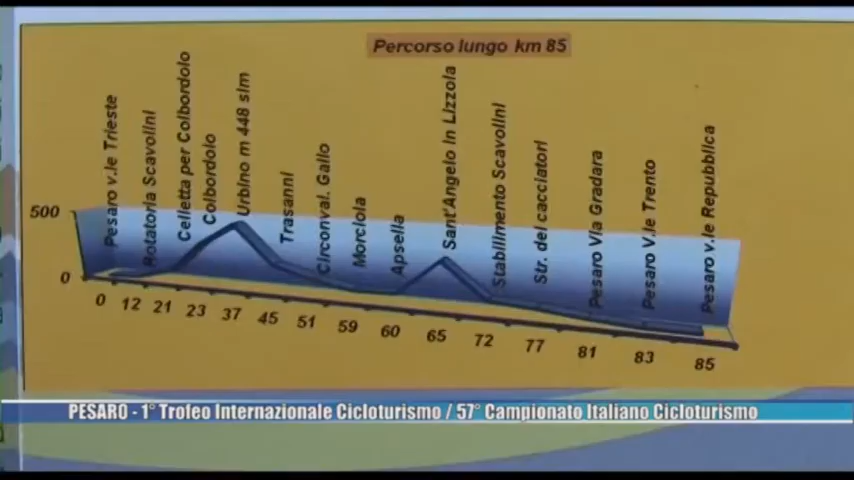 Percorso lungo km 85
Pesaro v.le Trieste
Rotatoria Scavolini
Celletta per Colbordolo
Colbordolo
Urbino m 448 slm
Trasanni
Circonval. Gallo
Morciola
Apsella
Sant'Angelo in Lizzola
Stabilimento Scavolini
Str. dei cacciatori
Pesaro Via Gradara
Pesaro V.le Trento
Pesaro v.le Repubblica
500
0
0 12 21 23 37 45 51 59 60 65 72 77 81 83 85
PESARO - 1° Trofeo Internazionale Cicloturismo / 57° Campionato Italiano Cicloturismo